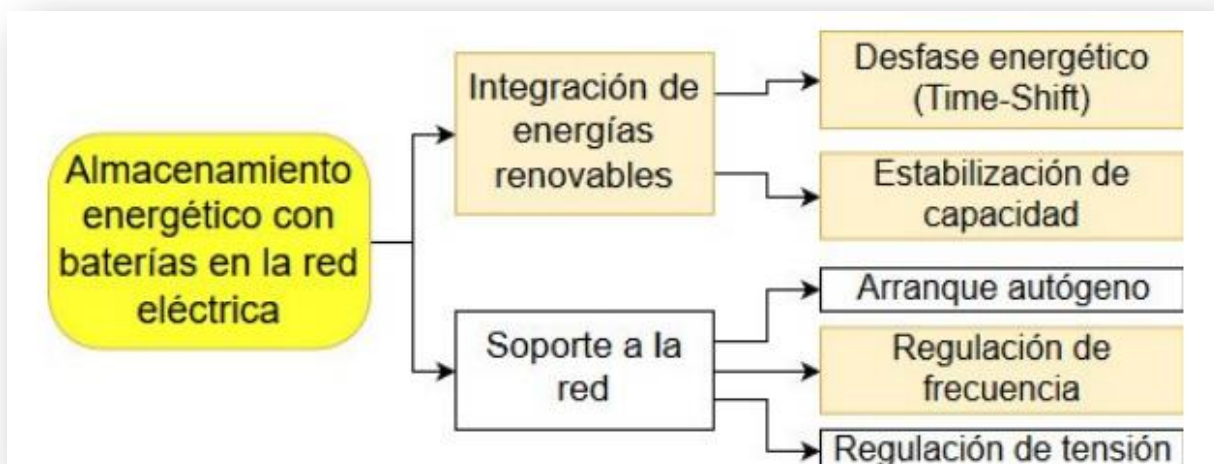 Almacenamiento
energético con
baterías en la red
eléctrica
Integración de
energías
renovables
Desfase energético
(Time-Shift)
Estabilización de
capacidad
Soporte a la
red
Arranque autógeno
Regulación de
frecuencia
Regulación de tensión